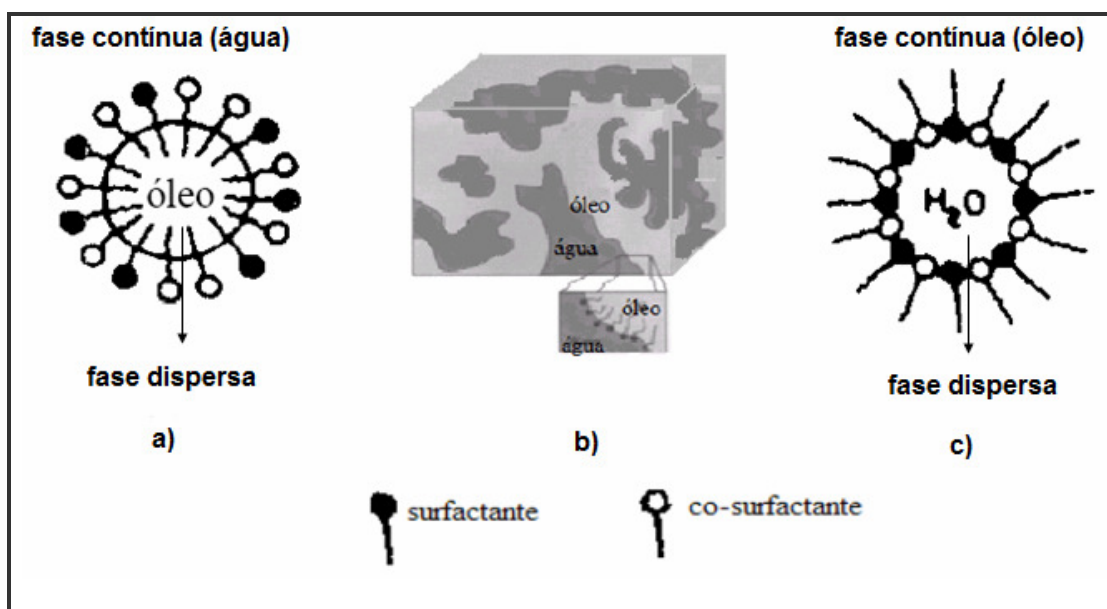 fase contínua (água)
fase contínua (óleo)
óleo
óleo
água
óleo
água
H2O
fase dispersa
fase dispersa
a)
b)
c)
surfactante
co-surfactante